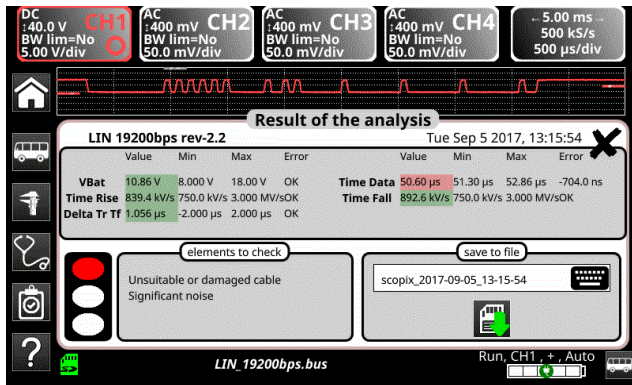 DC
↕40.0 V
BW lim=No
5.00 V/div
CH1
AC
↕400 mV
BW lim=No
50.0 mV/div
CH2
AC
↕400 mV
BW lim=No
50.0 mV/div
CH3
AC
↕400 mV
BW lim=No
50.0 mV/div
CH4
←5.00 ms→
500 kS/s
500 µs/div
Result of the analysis
LIN 19200bps rev-2.2 Tue Sep 5 2017, 13:15:54
Value Min Max Error Value Min Max Error
VBat 10.86 V 8.000 V 18.00 V OK Time Data 50.60 µs 51.30 µs 52.86 µs -704.0 ns
Time Rise 839.4 kV/s 750.0 kV/s 3.000 MV/s OK Time Fall 892.6 kV/s 750.0 kV/s 3.000 MV/s OK
Delta Tr Tf 1.056 µs -2.000 µs 2.000 µs OK
elements to check
Unsuitable or damaged cable
Significant noise
save to file
scopix_2017-09-05_13-15-54
?
SD
LIN_19200bps.bus
Run, CH1 , + , Auto